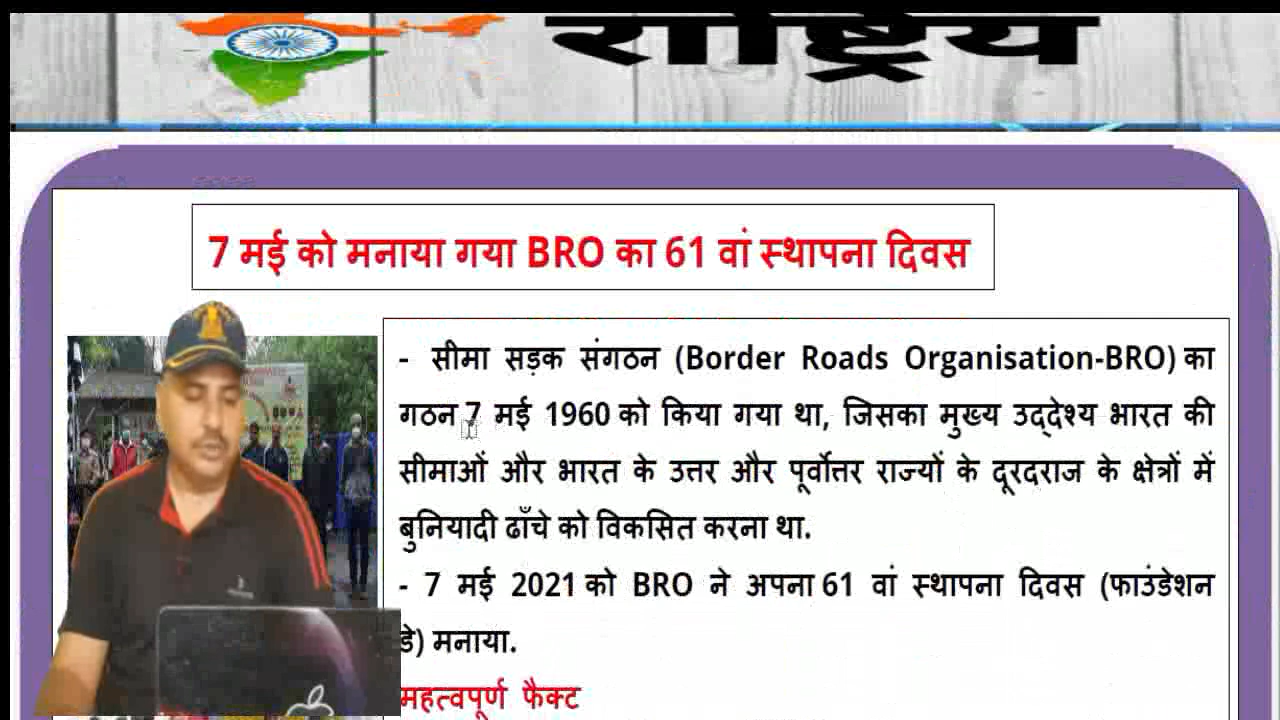 राष्ट्रिय
7 मई को मनाया गया BRO का 61 वां स्थापना दिवस
- सीमा सड़क संगठन (Border Roads Organisation-BRO) का
गठन 7 मई 1960 को किया गया था, जिसका मुख्य उद्देश्य भारत की
सीमाओं और भारत के उत्तर और पूर्वोत्तर राज्यों के दूरदराज के क्षेत्रों में
बुनियादी ढाँचे को विकसित करना था.
- 7 मई 2021 को BRO ने अपना 61 वां स्थापना दिवस (फाउंडेशन
डे) मनाया.
महत्वपूर्ण फैक्ट